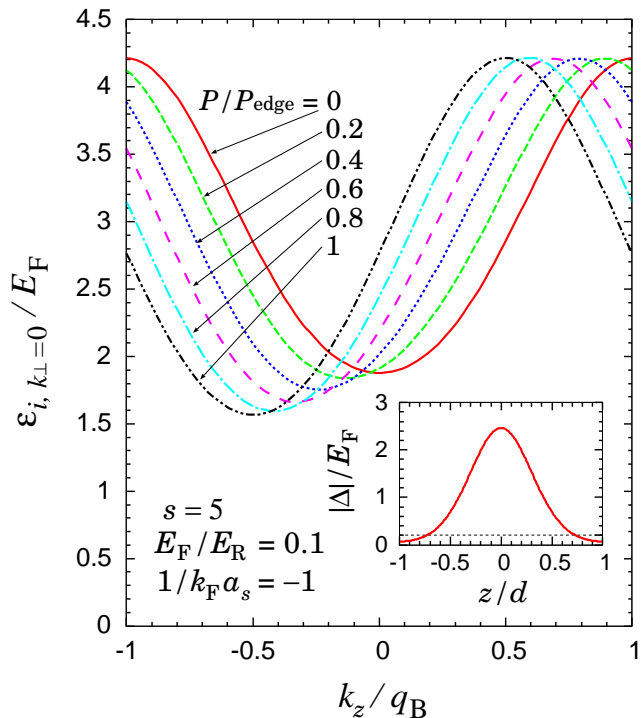 4.5
4
3.5
3
2.5
2
1.5
1
0.5
0
ε_{i, k⊥=0} / E_F
P/P_edge = 0
0.2
0.4
0.6
0.8
1
s = 5
E_F/E_R = 0.1
1/k_F a_s = −1
|Δ|/E_F
3
2
1
0
-1 -0.5 0 0.5 1
z/d
-1 -0.5 0 0.5 1
k_z / q_B